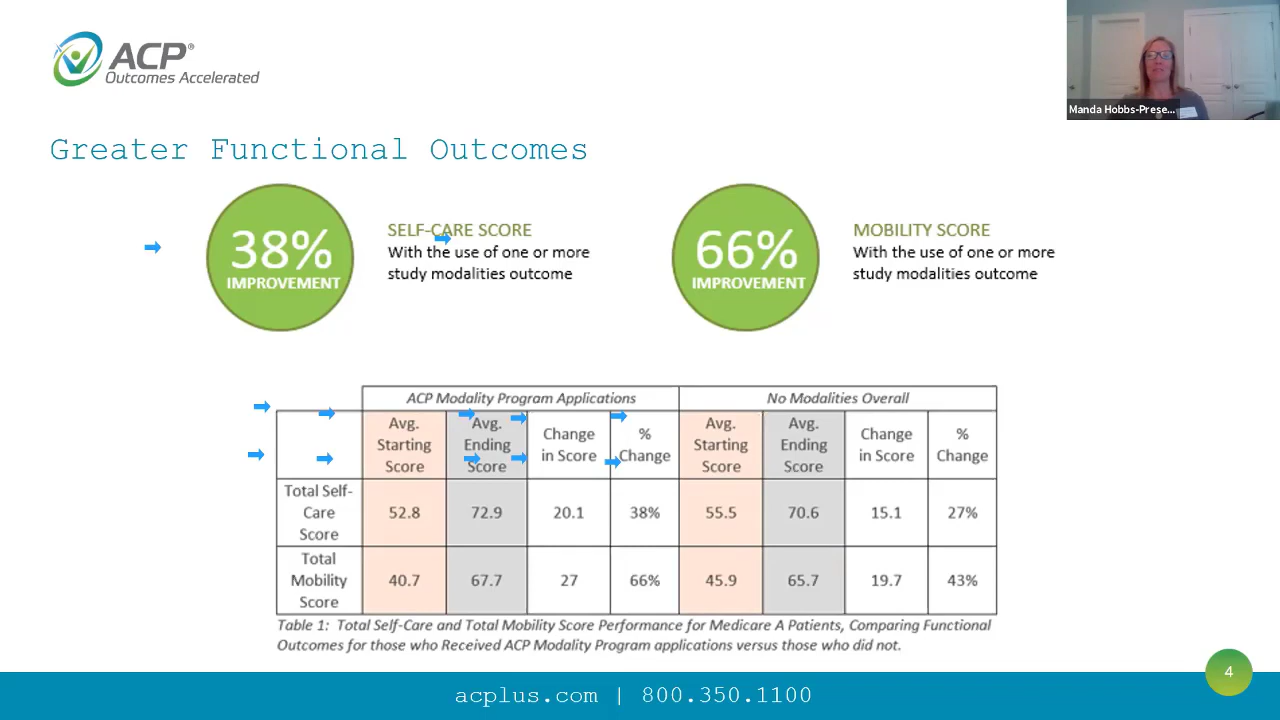 ACP®
Outcomes Accelerated
Manda Hobbs-Prese...
Greater Functional Outcomes
38%
IMPROVEMENT
SELF-CARE SCORE
With the use of one or more
study modalities outcome
66%
IMPROVEMENT
MOBILITY SCORE
With the use of one or more
study modalities outcome
ACP Modality Program Applications No Modalities Overall
Avg. Starting Score Avg. Ending Score Change in Score % Change Avg. Starting Score Avg. Ending Score Change in Score % Change
Total Self-Care Score 52.8 72.9 20.1 38% 55.5 70.6 15.1 27%
Total Mobility Score 40.7 67.7 27 66% 45.9 65.7 19.7 43%
Table 1: Total Self-Care and Total Mobility Score Performance for Medicare A Patients, Comparing Functional
Outcomes for those who Received ACP Modality Program applications versus those who did not.
4
acplus.com | 800.350.1100